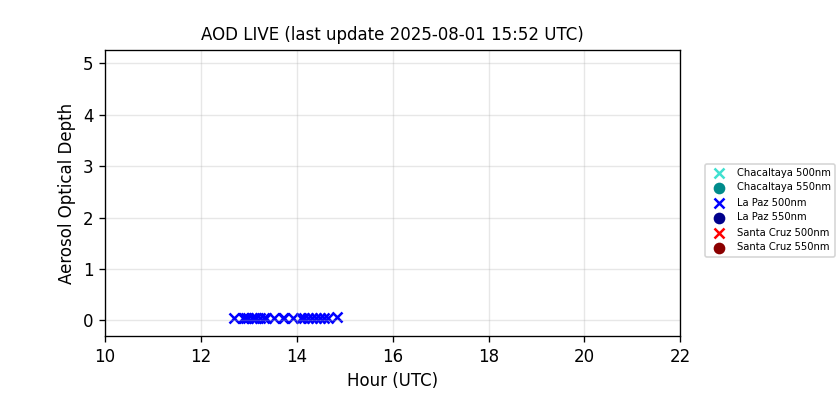 AOD LIVE (last update 2025-08-01 15:52 UTC)
5
4
3
2
1
0
Aerosol Optical Depth
10 12 14 16 18 20 22
Hour (UTC)
Chacaltaya 500nm
Chacaltaya 550nm
La Paz 500nm
La Paz 550nm
Santa Cruz 500nm
Santa Cruz 550nm